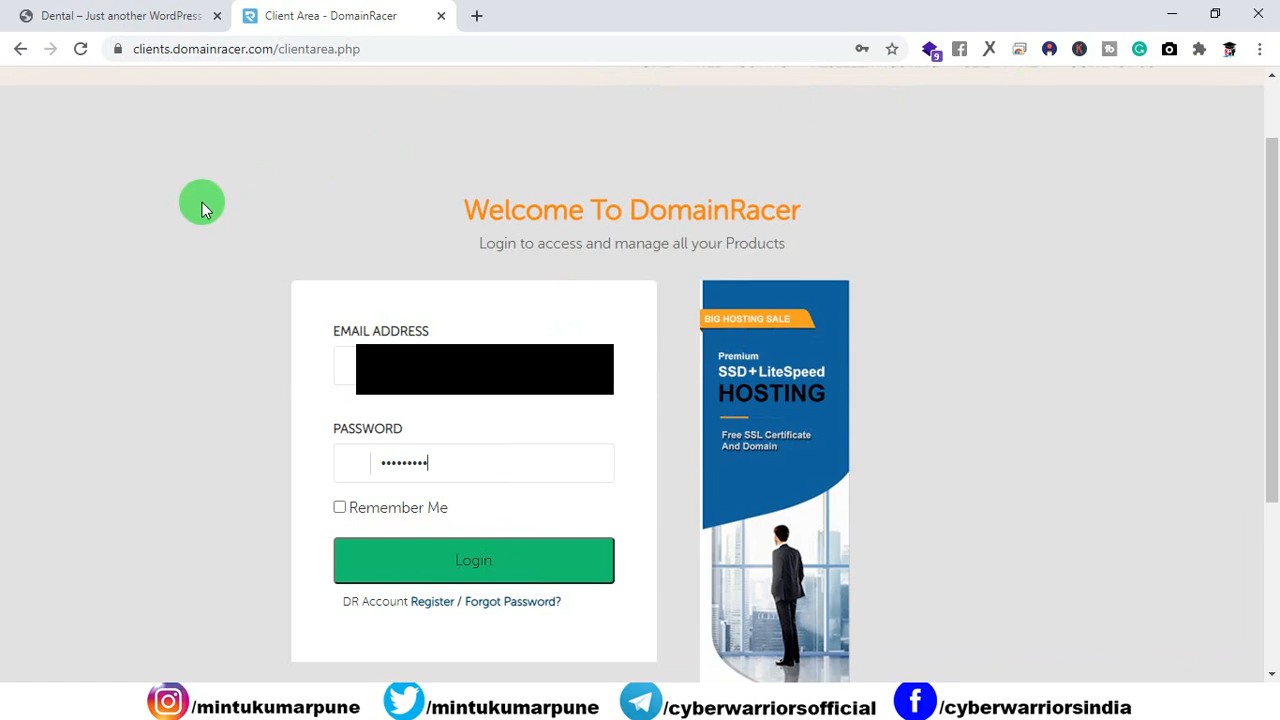 Dental – Just another WordPress
Client Area - DomainRacer
clients.domainracer.com/clientarea.php
9
Welcome To DomainRacer
Login to access and manage all your Products
EMAIL ADDRESS
PASSWORD
•••••••••
Remember Me
Login
DR Account Register / Forgot Password?
BIG HOSTING SALE
Premium
SSD+LiteSpeed
HOSTING
Free SSL Certificate
And Domain
/mintukumarpune
/mintukumarpune
/cyberwarriorsofficial
/cyberwarriorsindia